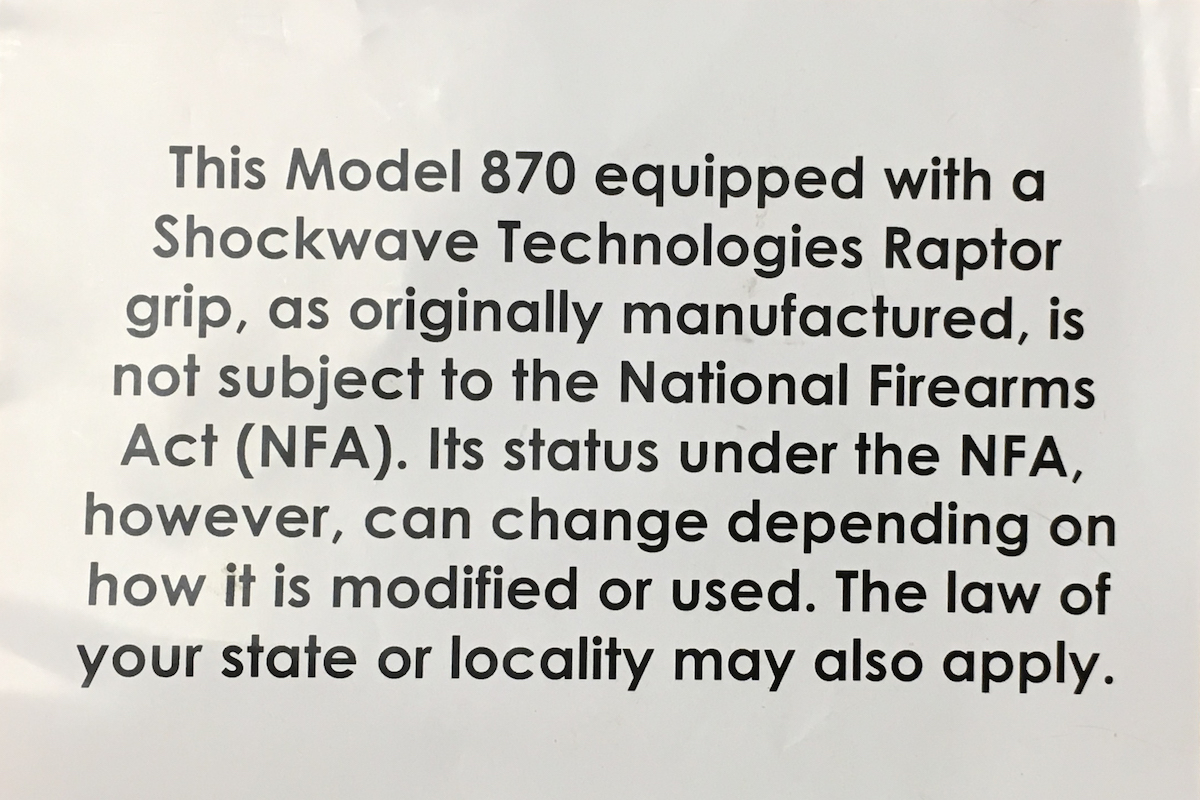 This Model 870 equipped with a
Shockwave Technologies Raptor
grip, as originally manufactured, is
not subject to the National Firearms
Act (NFA). Its status under the NFA,
however, can change depending on
how it is modified or used. The law of
your state or locality may also apply.